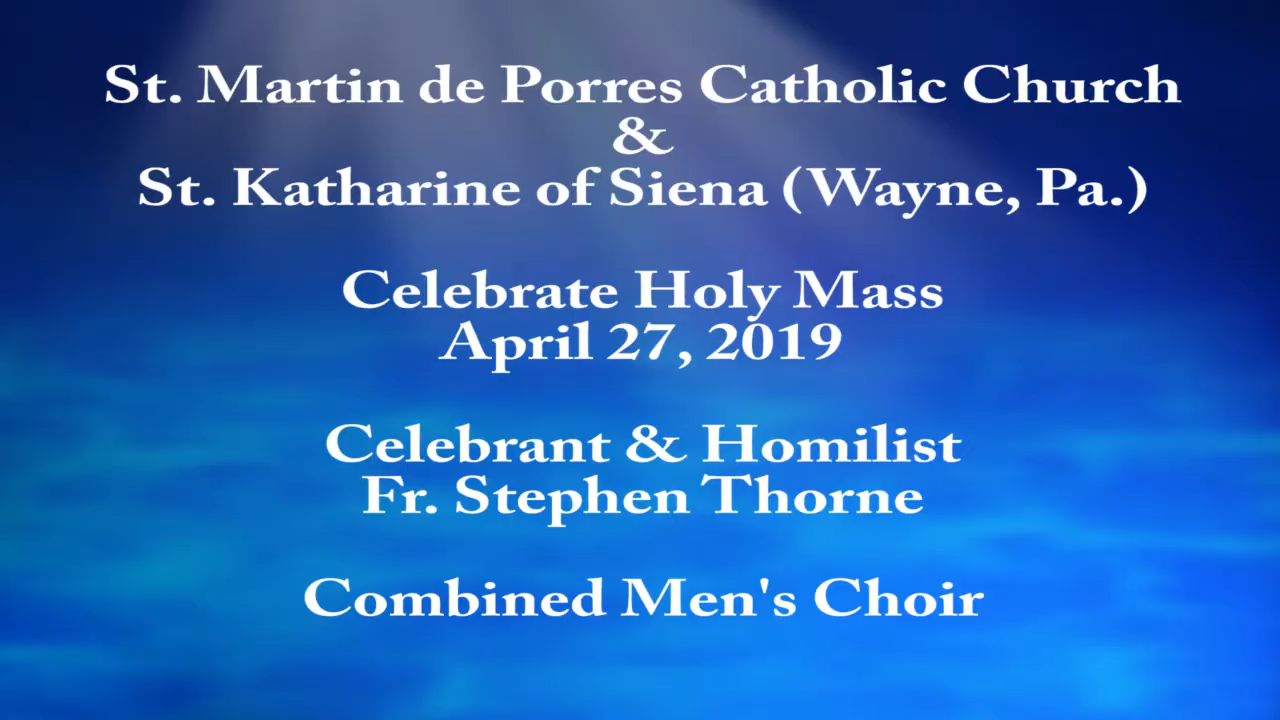 St. Martin de Porres Catholic Church
&
St. Katharine of Siena (Wayne, Pa.)
Celebrate Holy Mass
April 27, 2019
Celebrant & Homilist
Fr. Stephen Thorne
Combined Men's Choir